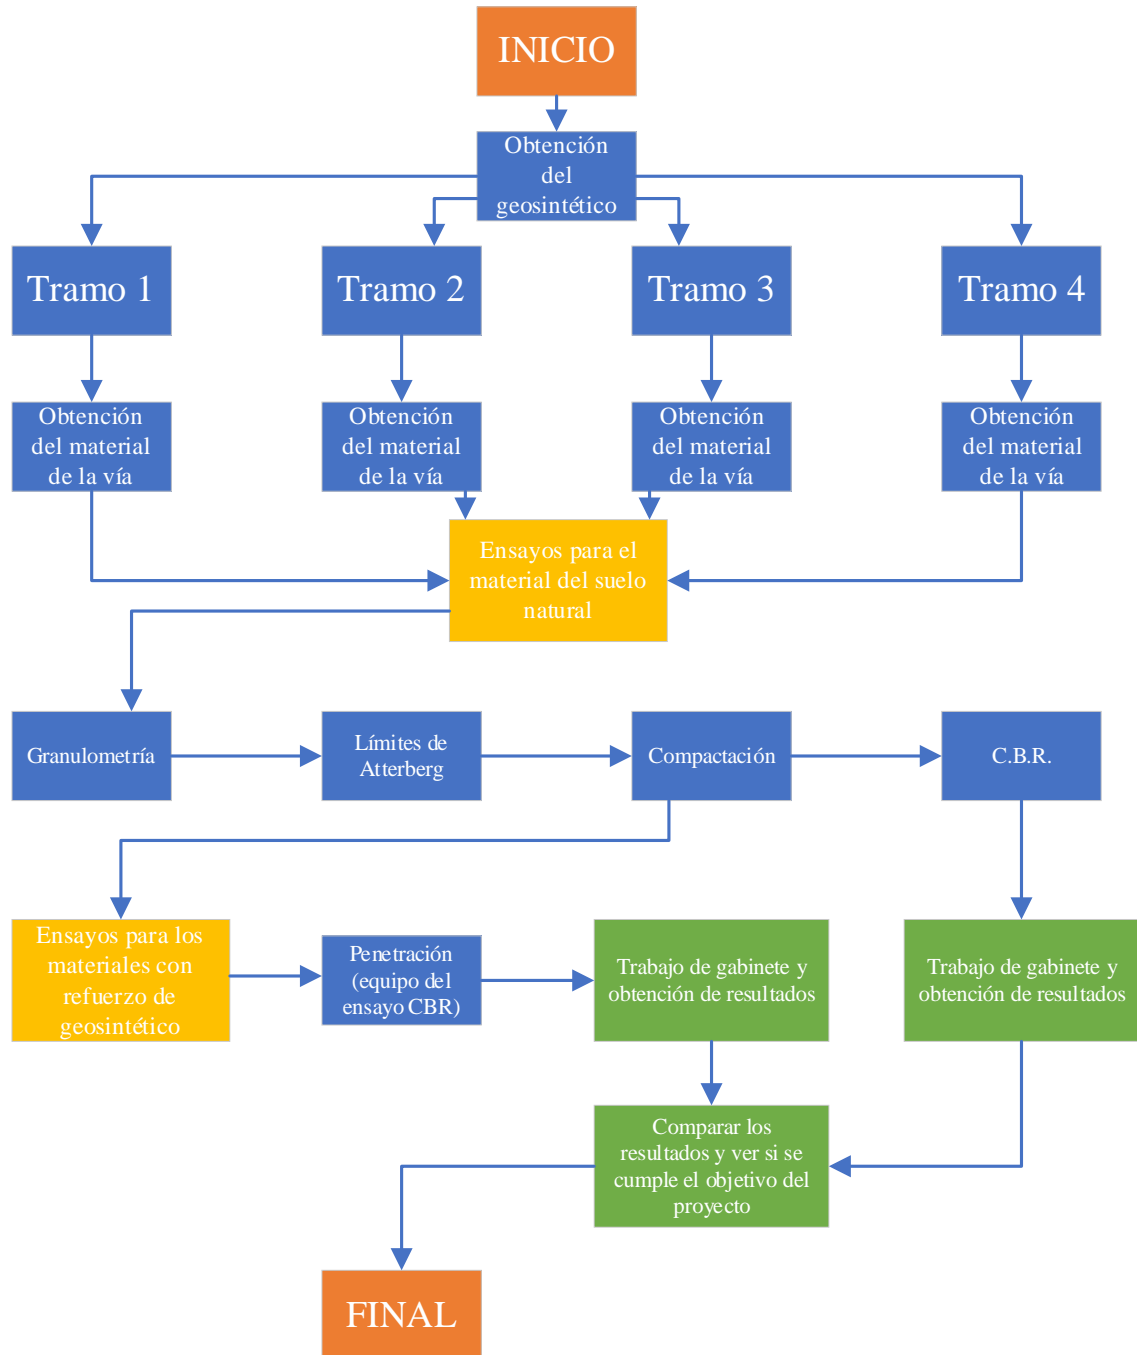 INICIO
Obtención
del
geosintético
Tramo 1
Tramo 2
Tramo 3
Tramo 4
Obtención
del material
de la vía
Obtención
del material
de la vía
Obtención
del material
de la vía
Obtención
del material
de la vía
Ensayos para el
material del suelo
natural
Granulometría
Límites de
Atterberg
Compactación
C.B.R.
Ensayos para los
materiales con
refuerzo de
geosintético
Penetración
(equipo del
ensayo CBR)
Trabajo de gabinete y
obtención de resultados
Trabajo de gabinete y
obtención de resultados
Comparar los
resultados y ver si se
cumple el objetivo del
proyecto
FINAL